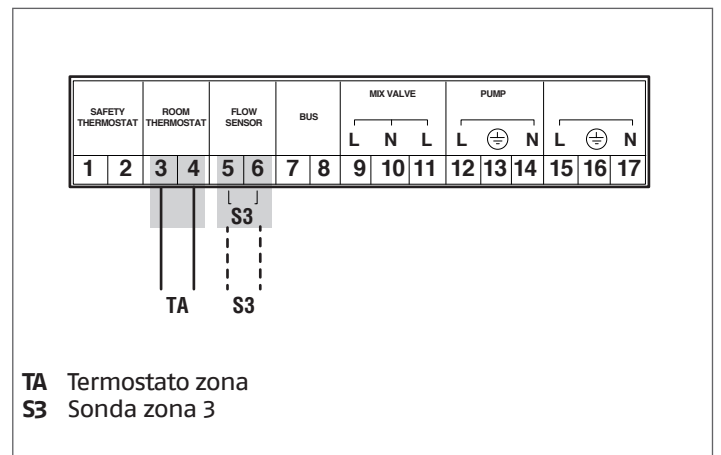 SAFETY THERMOSTAT ROOM THERMOSTAT FLOW SENSOR BUS MIX VALVE PUMP
L N L L N L N
1 2 3 4 5 6 7 8 9 10 11 12 13 14 15 16 17
S3
TA S3
TA Termostato zona
S3 Sonda zona 3